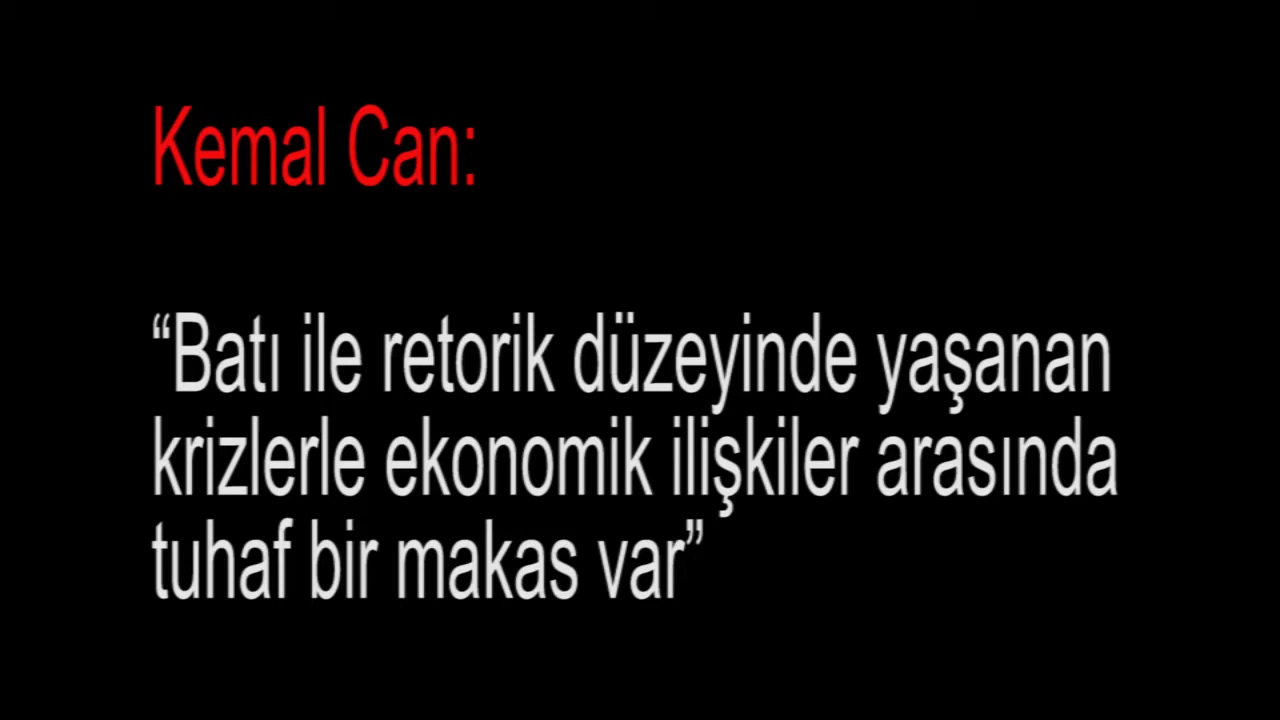 Kemal Can:
“Batı ile retorik düzeyinde yaşanan
krizlerle ekonomik ilişkiler arasında
tuhaf bir makas var”